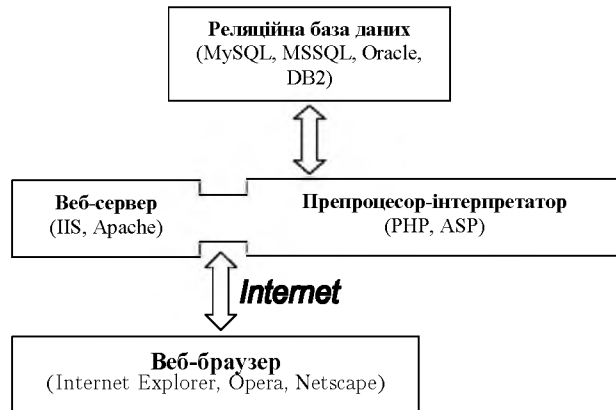 Реляційна база даних
(MySQL, MSSQL, Oracle,
DB2)
Веб-сервер
(IIS, Apache)
Препроцесор-інтерпретатор
(PHP, ASP)
Internet
Веб-браузер
(Internet Explorer, Opera, Netscape)